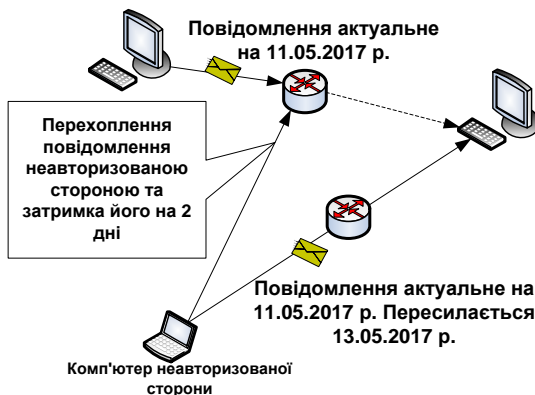 Повідомлення актуальне
на 11.05.2017 р.
Перехоплення
повідомлення
неавторизованою
стороною та
затримка його на 2
дні
Повідомлення актуальне на
11.05.2017 р. Пересилається
13.05.2017 р.
Комп'ютер неавторизованої
сторони